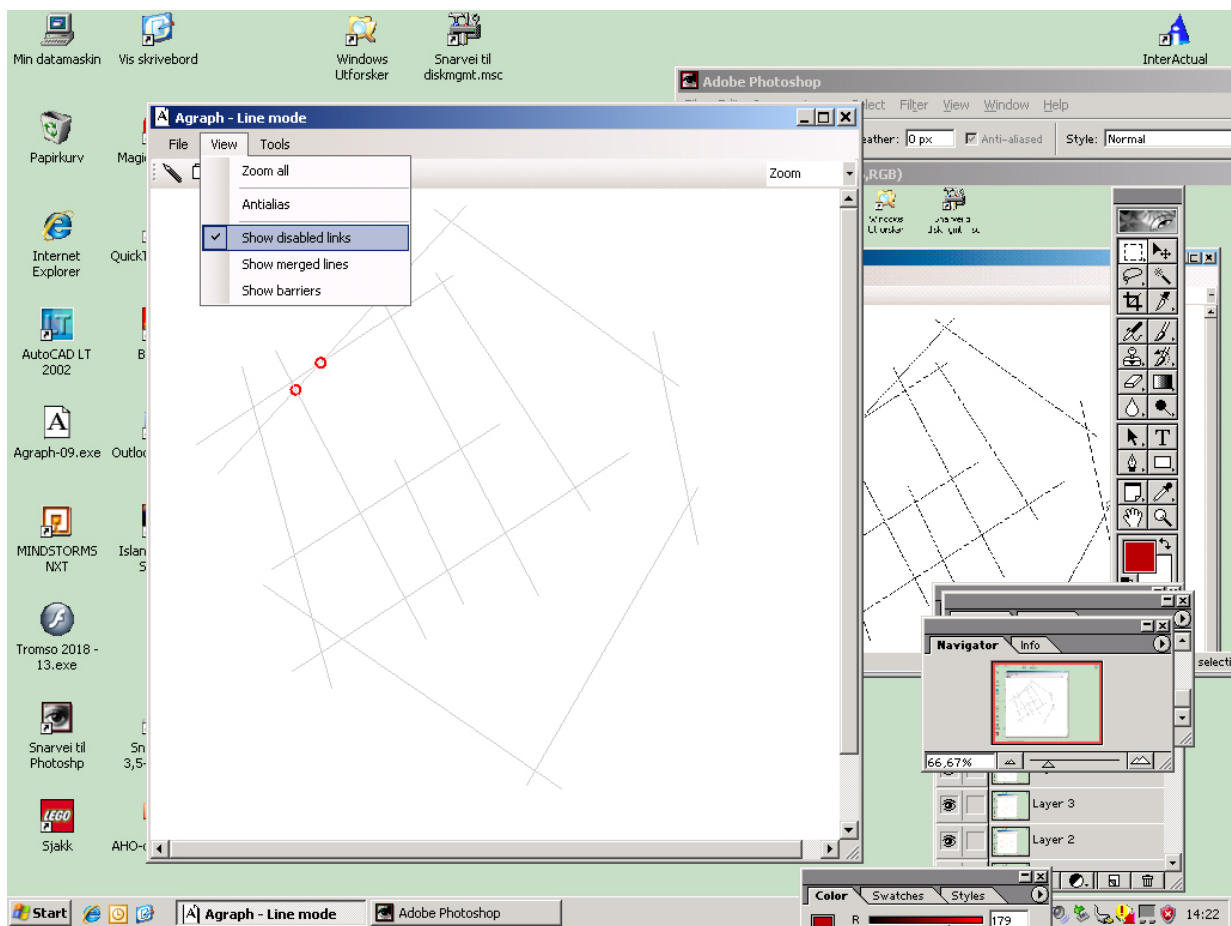 Min datamaskin
Vis skrivebord
Windows
Utforsker
Snarvei til
diskmgmt.msc
InterActual
Papirkurv
Internet
Explorer
AutoCAD LT
2002
Agraph-09.exe
MINDSTORMS
NXT
Tromso 2018 -
13.exe
Snarvei til
Photoshp
LEGO
Sjakk
Adobe Photoshop
Select Filter View Window Help
0 px
Anti-aliased
Style: Normal
RGB)
Agraph - Line mode
File View Tools
Zoom all
Antialias
Show disabled links
Show merged lines
Show barriers
Zoom
Navigator Info
66,67%
Layer 3
Layer 2
Color Swatches Styles
R 179
Start
Agraph - Line mode
Adobe Photoshop
14:22